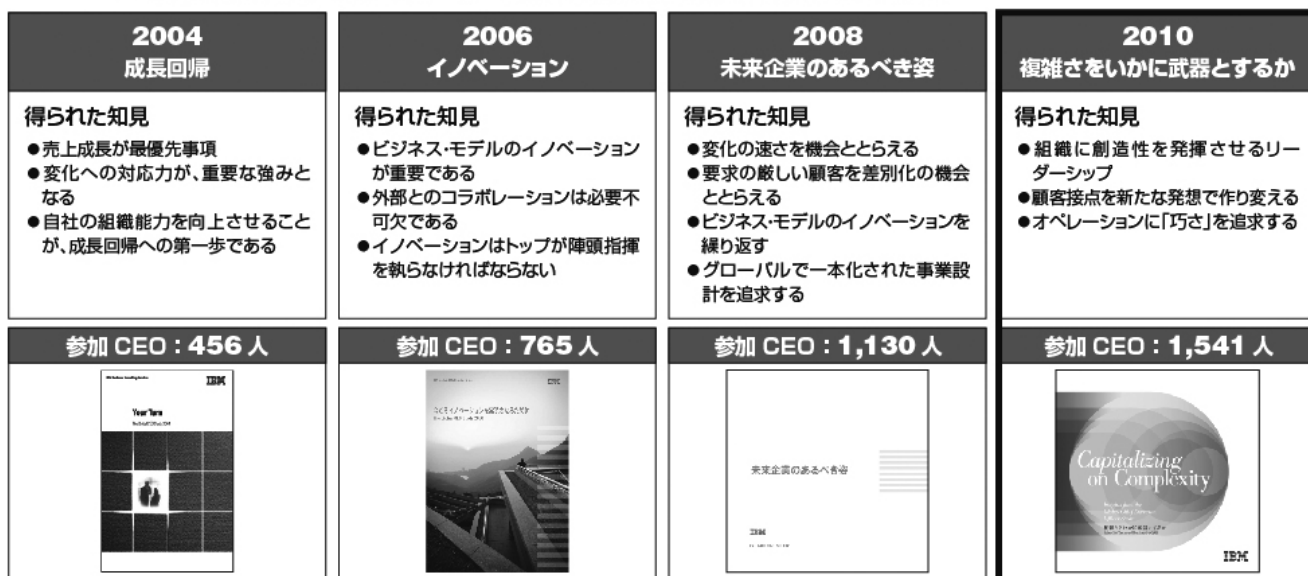 2004
成長回帰
得られた知見
●売上成長が最優先事項
●変化への対応力が、重要な強みと
なる
●自社の組織能力を向上させること
が、成長回帰への第一歩である
参加 CEO：456 人
IBM
Your Turn
2006
イノベーション
得られた知見
●ビジネス・モデルのイノベーション
が重要である
●外部とのコラボレーションは必要不
可欠である
●イノベーションはトップが陣頭指揮
を執らなければならない
参加 CEO：765 人
IBM
2008
未来企業のあるべき姿
得られた知見
●変化の速さを機会ととらえる
●要求の厳しい顧客を差別化の機会
ととらえる
●ビジネス・モデルのイノベーションを
繰り返す
●グローバルで一本化された事業設
計を追求する
参加 CEO：1,130 人
未来企業のあるべき姿
IBM
2010
複雑さをいかに武器とするか
得られた知見
●組織に創造性を発揮させるリー
ダーシップ
●顧客接点を新たな発想で作り変える
●オペレーションに「巧さ」を追求する
参加 CEO：1,541 人
Capitalizing
on Complexity
IBM